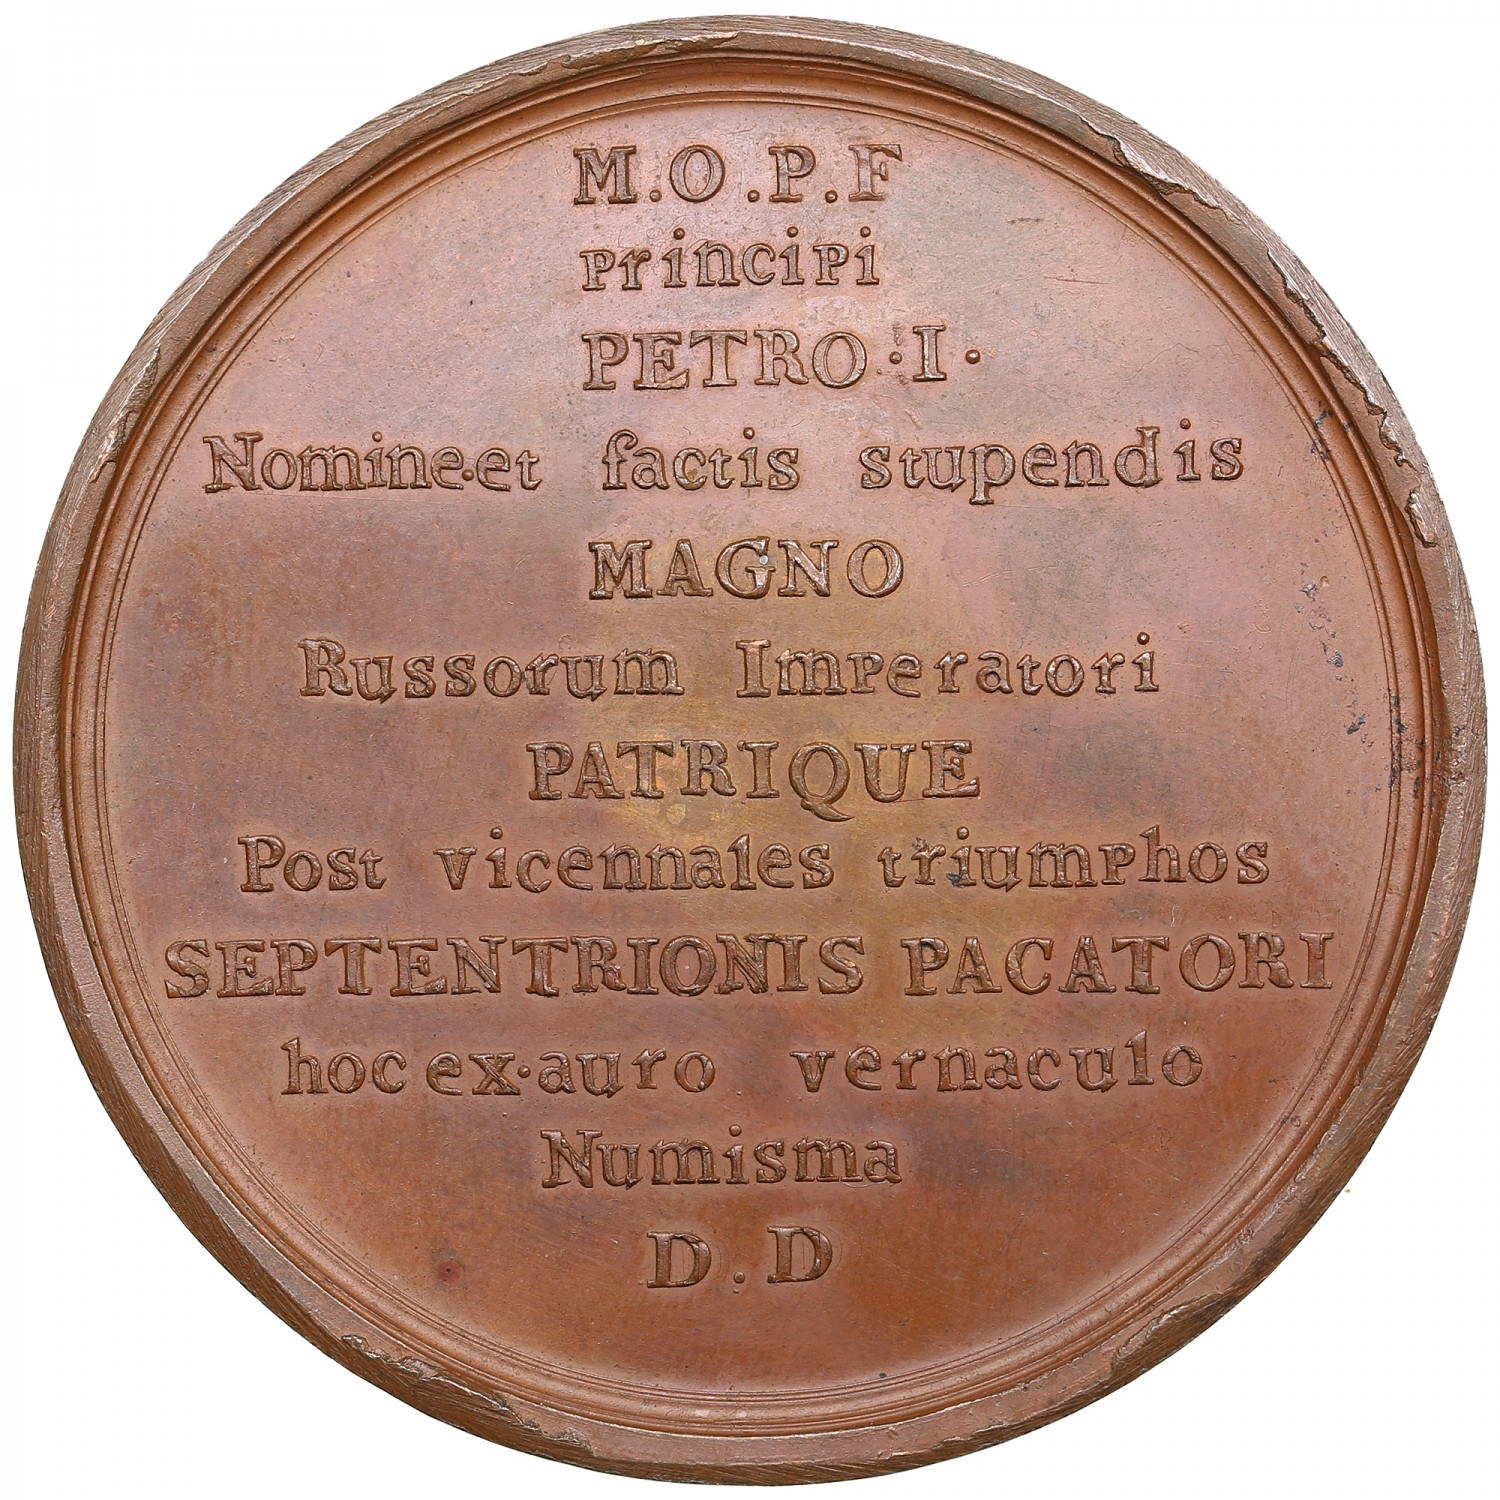 M.O.P.F
Principi
PETRO·I·
Nomine·et factis stupendis
MAGNO
Russorum Imperatori
PATRIQUE
Post vicennales triumphos
SEPTENTRIONIS PACATORI
hoc ex·auro vernaculo
Numisma
D.D